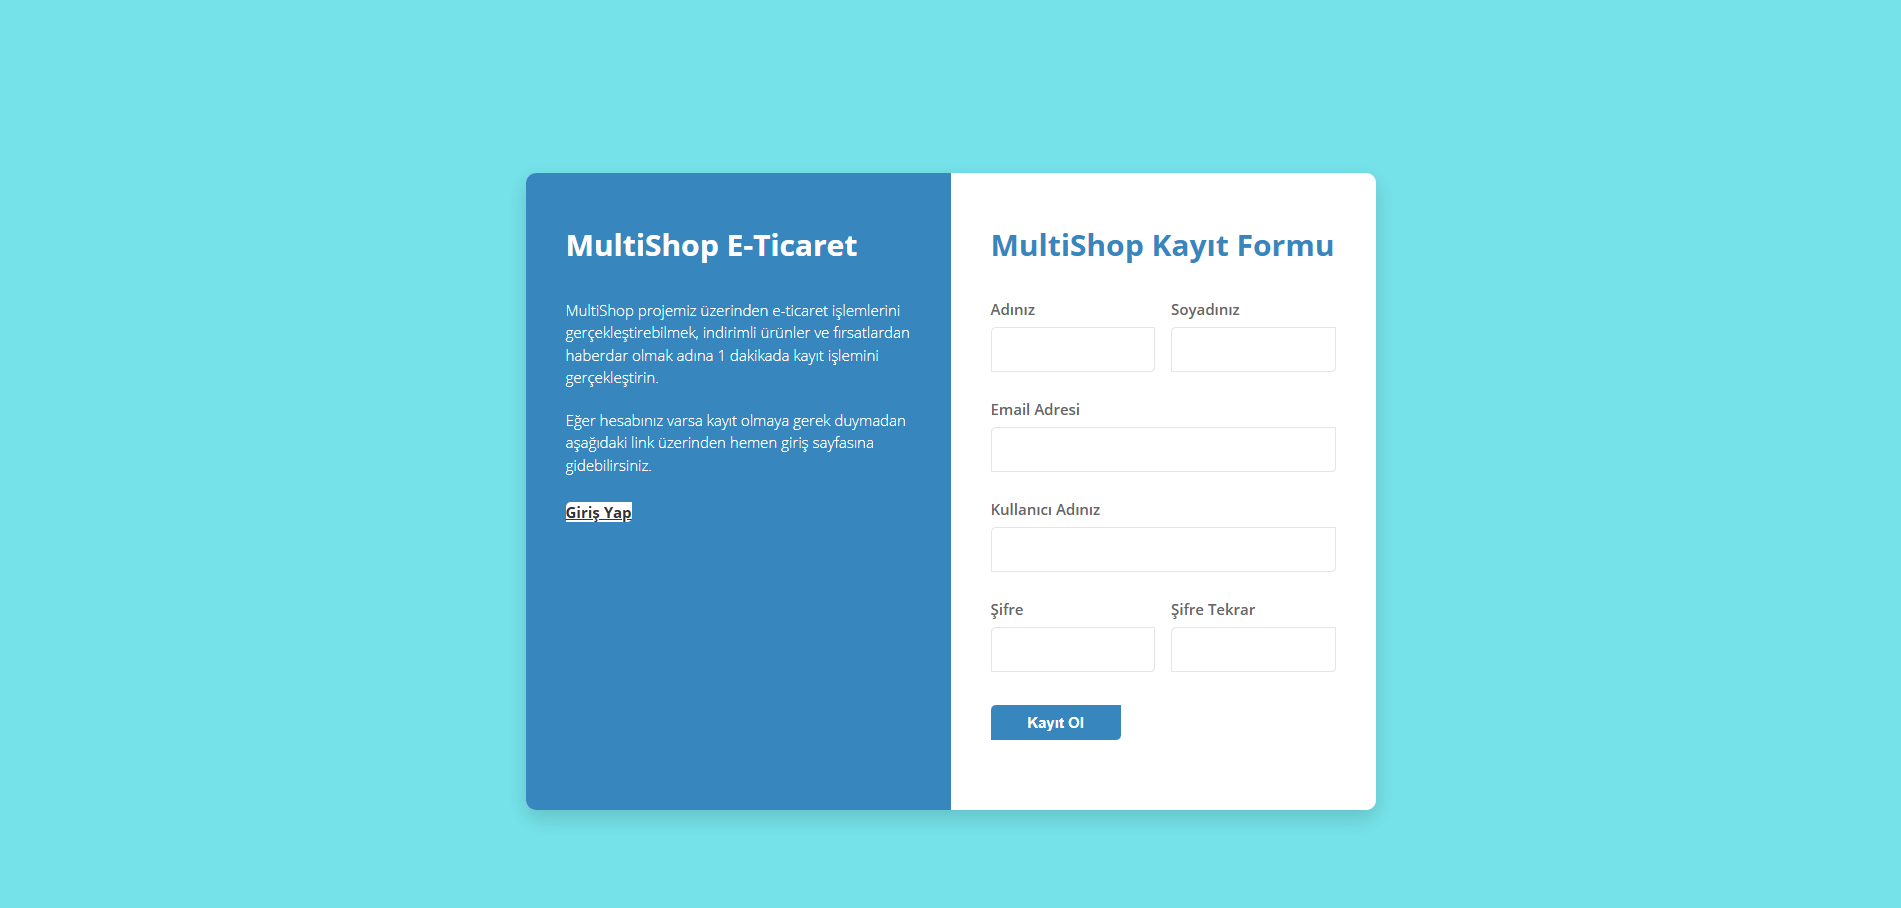 MultiShop E-Ticaret
MultiShop projemiz üzerinden e-ticaret işlemlerini
gerçekleştirebilmek, indirimli ürünler ve fırsatlardan
haberdar olmak adına 1 dakikada kayıt işlemini
gerçekleştirin.
Eğer hesabınız varsa kayıt olmaya gerek duymadan
aşağıdaki link üzerinden hemen giriş sayfasına
gidebilirsiniz.
Giriş Yap
MultiShop Kayıt Formu
Adınız
Soyadınız
Email Adresi
Kullanıcı Adınız
Şifre
Şifre Tekrar
Kayıt Ol